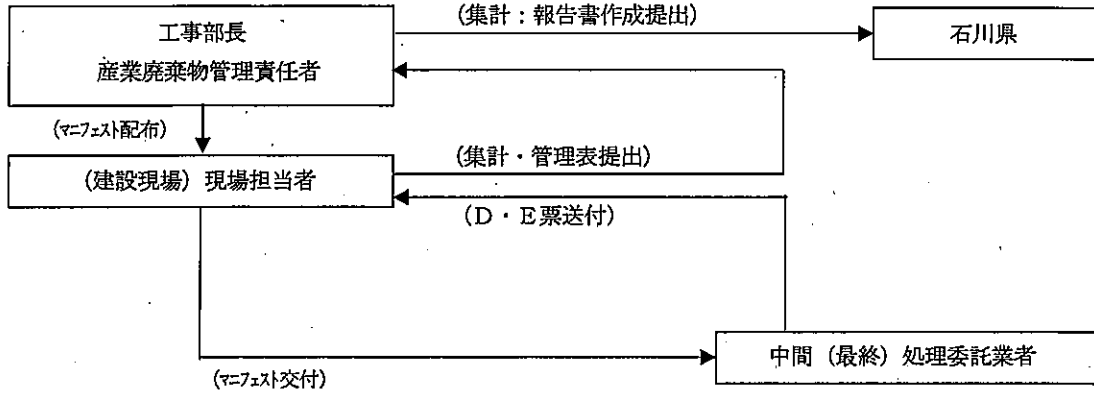 (集計：報告書作成提出)
工事部長
産業廃棄物管理責任者
石川県
(ﾏﾆﾌｪｽﾄ配布)
(集計・管理表提出)
(建設現場) 現場担当者
(Ｄ・Ｅ票送付)
中間 (最終) 処理委託業者
(ﾏﾆﾌｪｽﾄ交付)